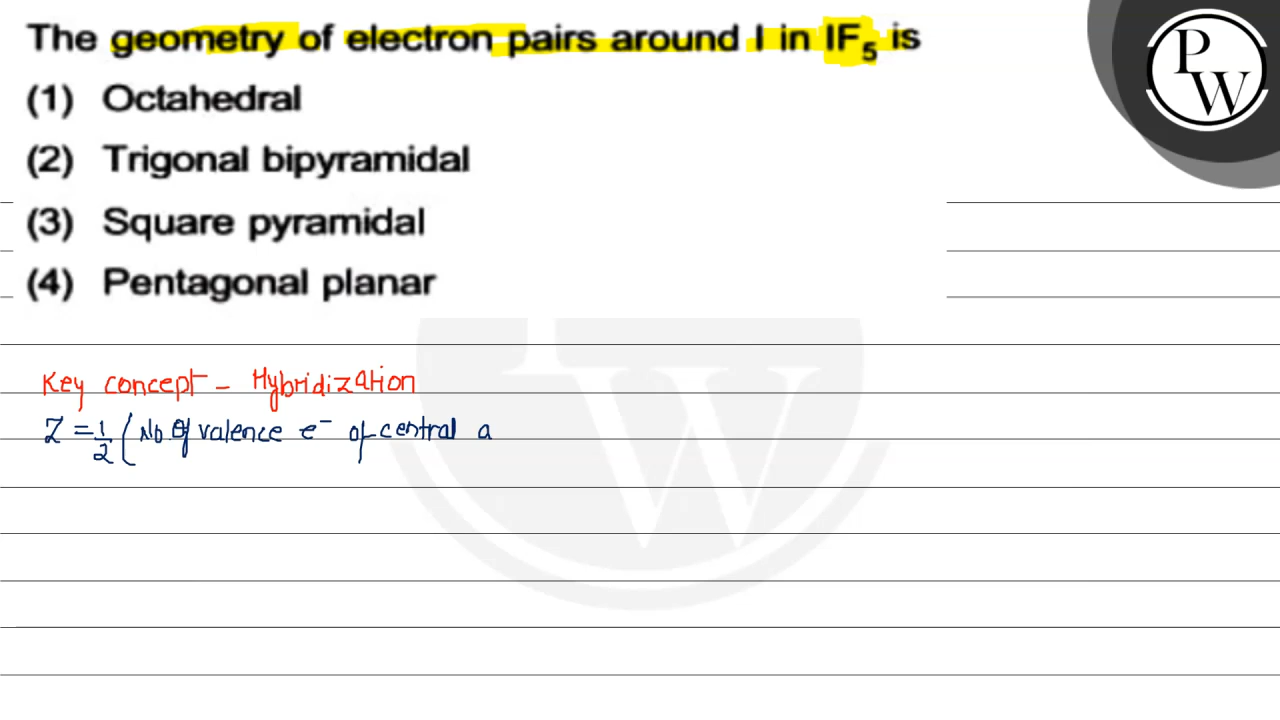 The geometry of electron pairs around I in IF₅ is
(1) Octahedral
(2) Trigonal bipyramidal
(3) Square pyramidal
(4) Pentagonal planar
PW
Key concept - Hybridization
Z = 1/2 (No. of valence e⁻ of central a